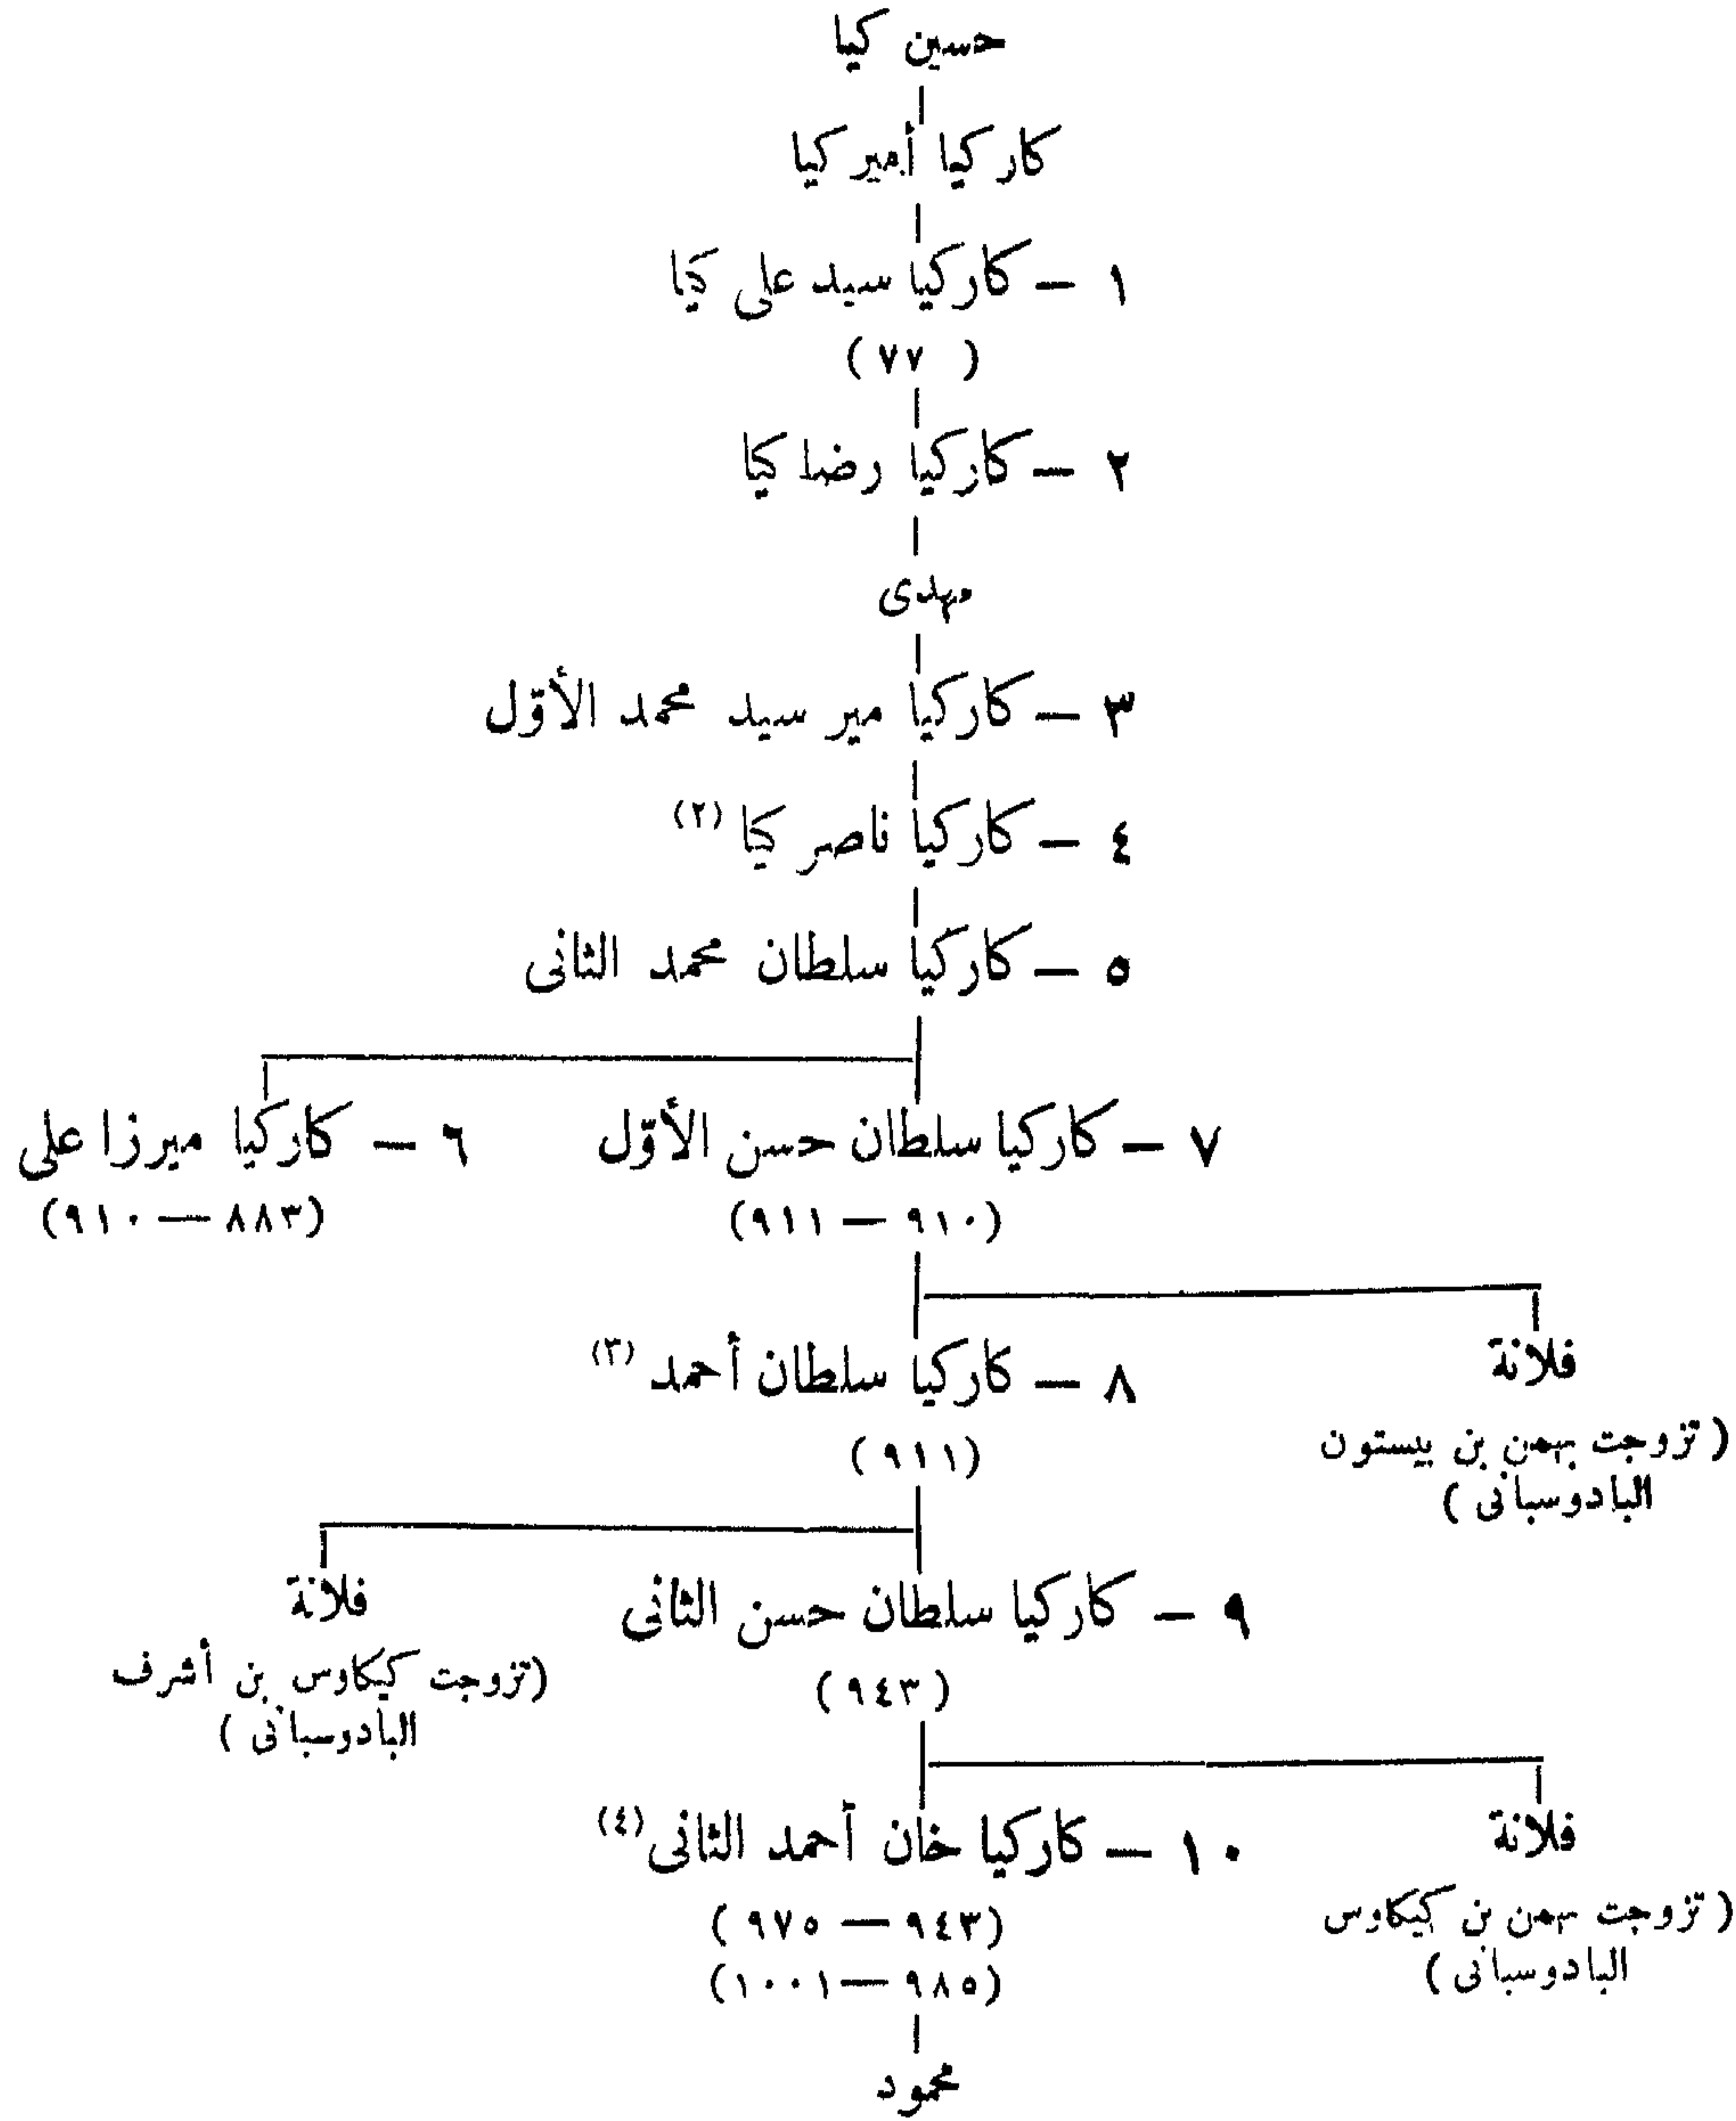 حسين كيا
كاركيا أمير كيا
١ – كاركيا سيد على كيا
( ٧٧ )
٢ – كاركيا رضا كيا
مهدى
٣ – كاركيا مير سيد محمد الأوّل
٤ – كاركيا ناصر كيا (٢)
٥ – كاركيا سلطان محمد الثانى
٧ – كاركيا سلطان حسن الأوّل
(٩١٠ – ٩١١)
٦ – كاركيا ميرزا على
(٨٨٣ – ٩١٠)
فلانة
( تزوجت بهمن بن بيستون
البادوسبانى )
٨ – كاركيا سلطان أحمد (٣)
(٩١١)
٩ – كاركيا سلطان حسن الثانى
(٩٤٣)
فلانة
(تزوجت كيكاوس بن أشرف
البادوسبانى )
فلانة
( تزوجت بهمن بن كيكاوس
البادوسبانى )
١٠ – كاركيا خان أحمد الثانى (٤)
(٩٤٣ – ٩٧٥)
(٩٨٥ – ١٠٠١)
محمود